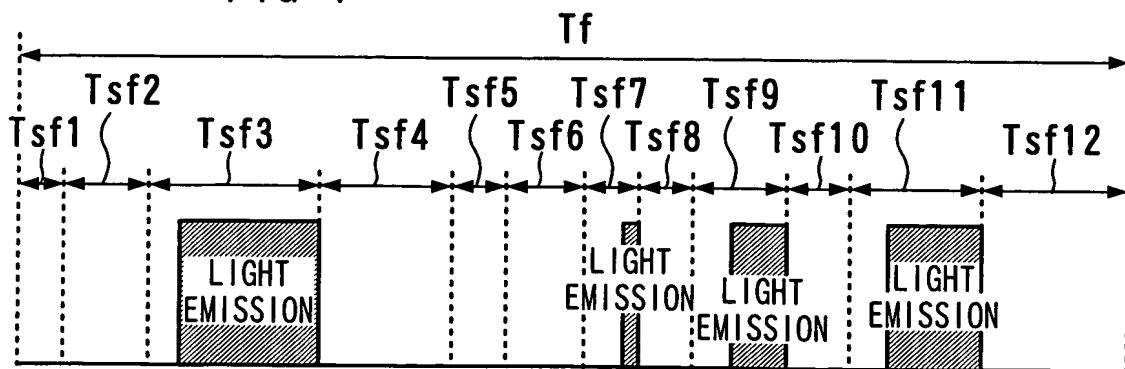 Tf
Tsf1
Tsf2
Tsf3
Tsf4
Tsf5
Tsf6
Tsf7
Tsf8
Tsf9
Tsf10
Tsf11
Tsf12
LIGHT
EMISSION
LIGHT
EMISSION
LIGHT
EMISSION
LIGHT
EMISSION